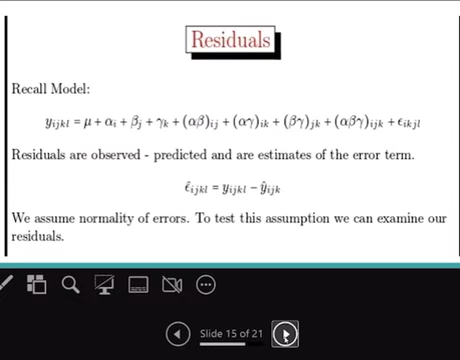 Residuals
Recall Model:
y_{ijkl} = μ + α_i + β_j + γ_k + (αβ)_{ij} + (αγ)_{ik} + (βγ)_{jk} + (αβγ)_{ijk} + ϵ_{ikjl}
Residuals are observed - predicted and are estimates of the error term.
ϵ̂_{ijkl} = y_{ijkl} − ŷ_{ijk}
We assume normality of errors. To test this assumption we can examine our
residuals.
Slide 15 of 21